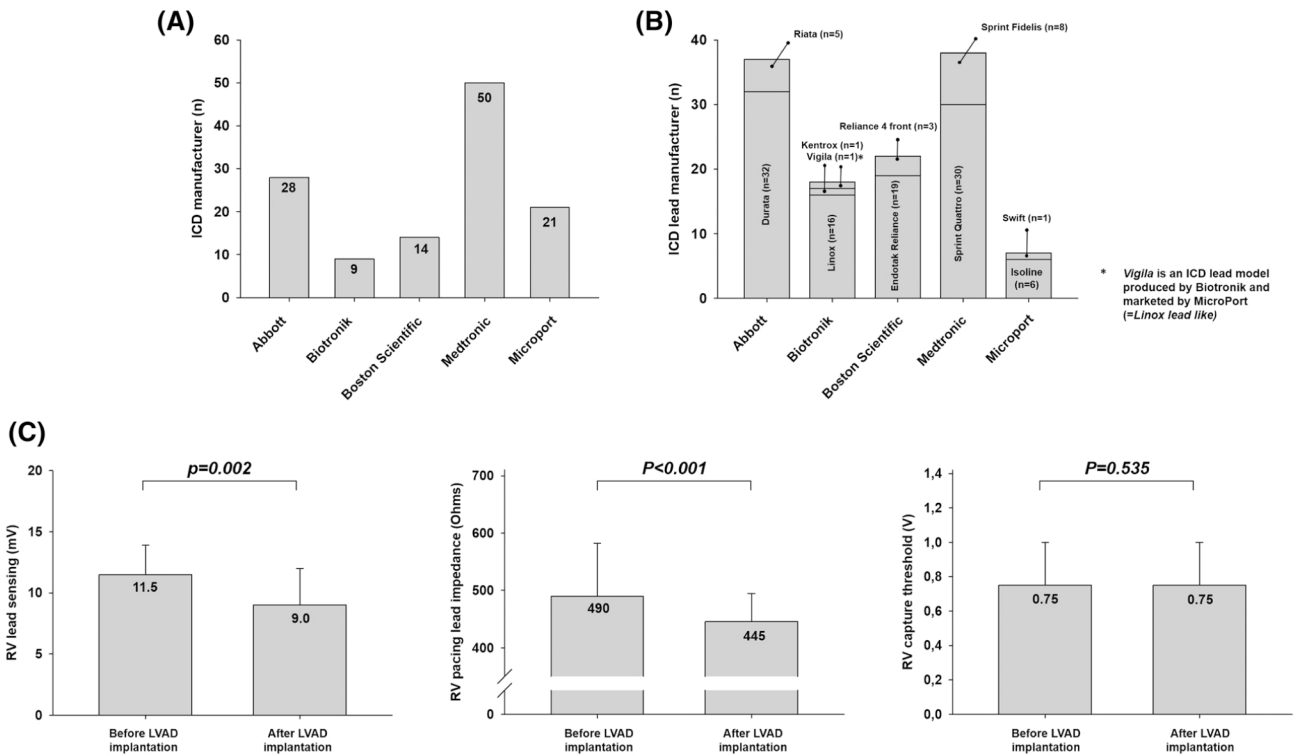 (A)
ICD manufacturer (n)
60
50
40
30
20
10
0
28
9
14
50
21
Abbott
Biotronik
Boston Scientific
Medtronic
Microport
(B)
ICD lead manufacturer (n)
40
30
20
10
0
Riata (n=5)
Durata (n=32)
Kentrox (n=1)
Vigila (n=1)*
Linox (n=16)
Reliance 4 front (n=3)
Endotak Reliance (n=19)
Sprint Fidelis (n=8)
Sprint Quattro (n=30)
Swift (n=1)
Isoline
(n=6)
Abbott
Biotronik
Boston Scientific
Medtronic
Microport
* Vigila is an ICD lead model
produced by Biotronik and
marketed by MicroPort
(=Linox lead like)
(C)
RV lead sensing (mV)
20
15
10
5
0
p=0.002
11.5
9.0
Before LVAD
implantation
After LVAD
implantation
RV pacing lead impedance (Ohms)
700
600
500
400
0
P<0.001
490
445
Before LVAD
implantation
After LVAD
implantation
RV capture threshold (V)
1,4
1,2
1,0
0,8
0,6
0,4
0,2
0,0
P=0.535
0.75
0.75
Before LVAD
implantation
After LVAD
implantation